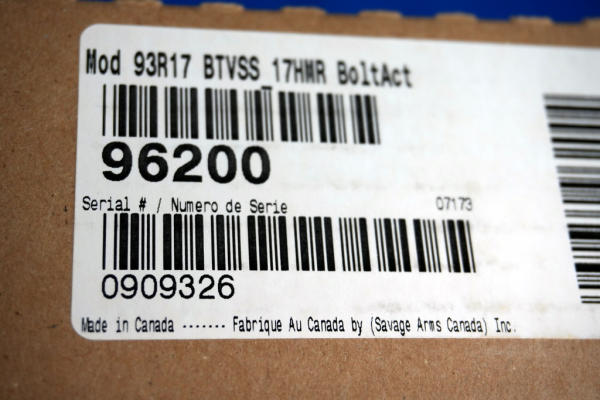 Mod 93R17 BTVSS 17HMR BoltAct
96200
Serial # / Numero de Serie 07173
0909326
Made in Canada ------- Fabrique Au Canada by (Savage Arms Canada) Inc.